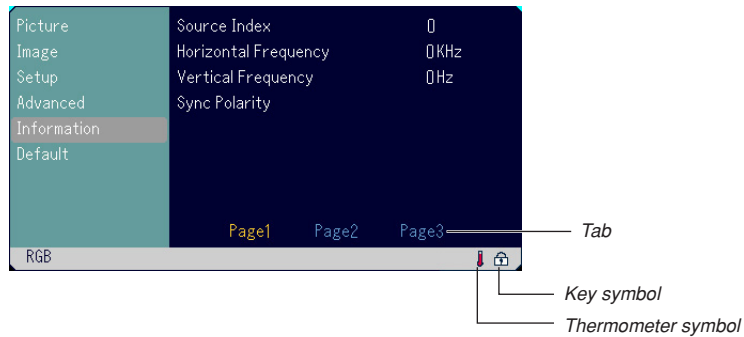 Picture
Image
Setup
Advanced
Information
Default
Source Index 0
Horizontal Frequency 0KHz
Vertical Frequency 0Hz
Sync Polarity
Page1 Page2 Page3
Tab
RGB
Key symbol
Thermometer symbol